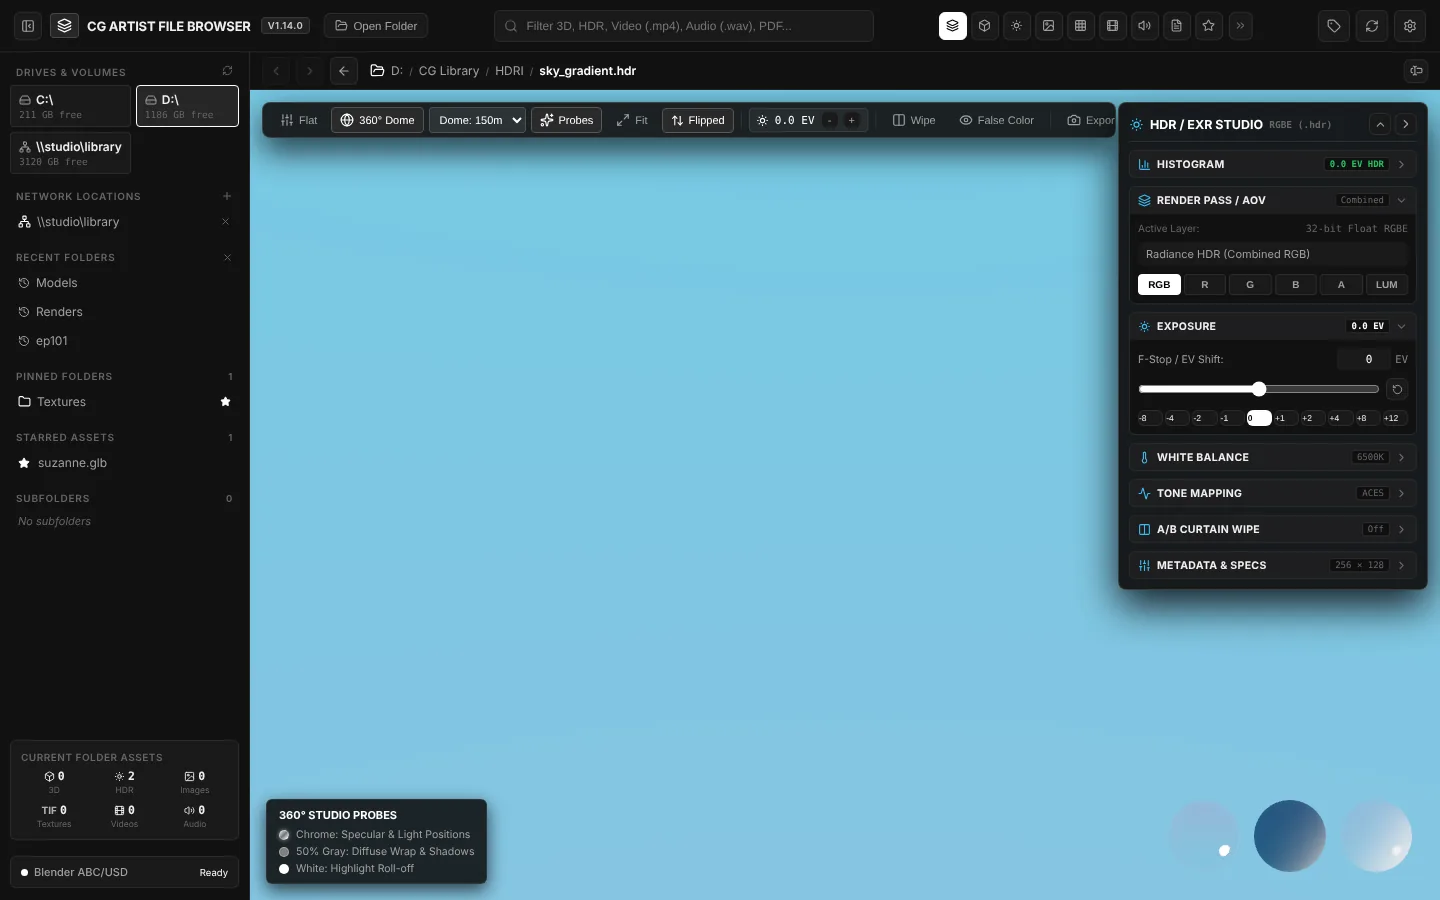 CG ARTIST FILE BROWSER V1.14.0 Open Folder Filter 3D, HDR, Video (.mp4), Audio (.wav), PDF...
DRIVES & VOLUMES
C:\ D:\
211 GB free 1186 GB free
\\studio\library
3120 GB free
NETWORK LOCATIONS
\\studio\library
RECENT FOLDERS
Models
Renders
ep101
PINNED FOLDERS 1
Textures
STARRED ASSETS 1
suzanne.glb
SUBFOLDERS 0
No subfolders
CURRENT FOLDER ASSETS
0 2 0
3D HDR Images
TIF 0 0 0
Textures Videos Audio
Blender ABC/USD Ready
D: / CG Library / HDRI / sky_gradient.hdr
Flat 360° Dome Dome: 150m Probes Fit Flipped 0.0 EV - + Wipe False Color Expor
HDR / EXR STUDIO RGBE (.hdr)
HISTOGRAM 0.0 EV HDR
RENDER PASS / AOV Combined
Active Layer: 32-bit Float RGBE
Radiance HDR (Combined RGB)
RGB R G B A LUM
EXPOSURE 0.0 EV
F-Stop / EV Shift: 0 EV
-8 -4 -2 -1 0 +1 +2 +4 +8 +12
WHITE BALANCE 6500K
TONE MAPPING ACES
A/B CURTAIN WIPE Off
METADATA & SPECS 256 × 128
360° STUDIO PROBES
Chrome: Specular & Light Positions
50% Gray: Diffuse Wrap & Shadows
White: Highlight Roll-off